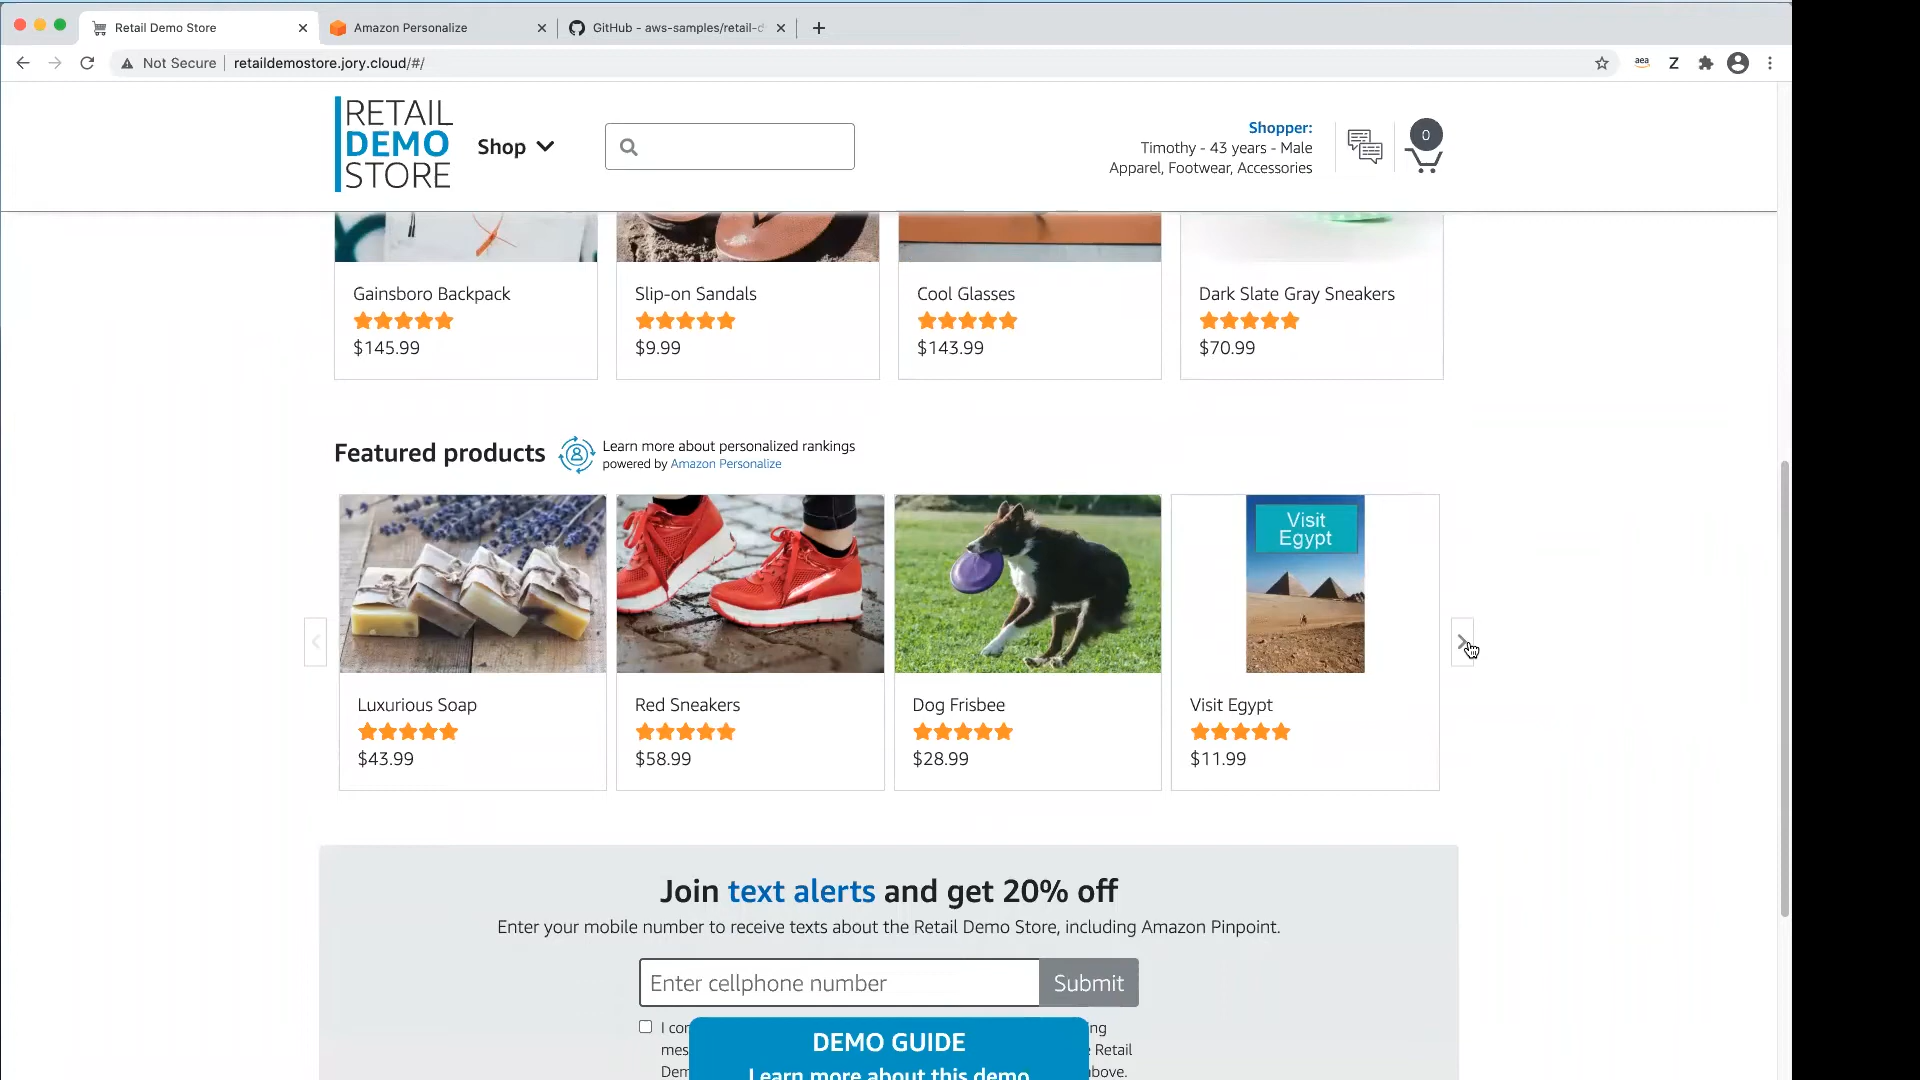 Retail Demo Store
Amazon Personalize
GitHub - aws-samples/retail-d
Not Secure
retaildemostore.jory.cloud/#/
aea
Z
RETAIL
DEMO
STORE
Shop
Shopper:
Timothy - 43 years - Male
Apparel, Footwear, Accessories
0
Gainsboro Backpack
$145.99
Slip-on Sandals
$9.99
Cool Glasses
$143.99
Dark Slate Gray Sneakers
$70.99
Featured products
Learn more about personalized rankings
powered by Amazon Personalize
Visit
Egypt
Luxurious Soap
$43.99
Red Sneakers
$58.99
Dog Frisbee
$28.99
Visit Egypt
$11.99
Join text alerts and get 20% off
Enter your mobile number to receive texts about the Retail Demo Store, including Amazon Pinpoint.
Enter cellphone number
Submit
I con
ing
mes
Retail
Dem
above.
DEMO GUIDE
Learn more about this demo